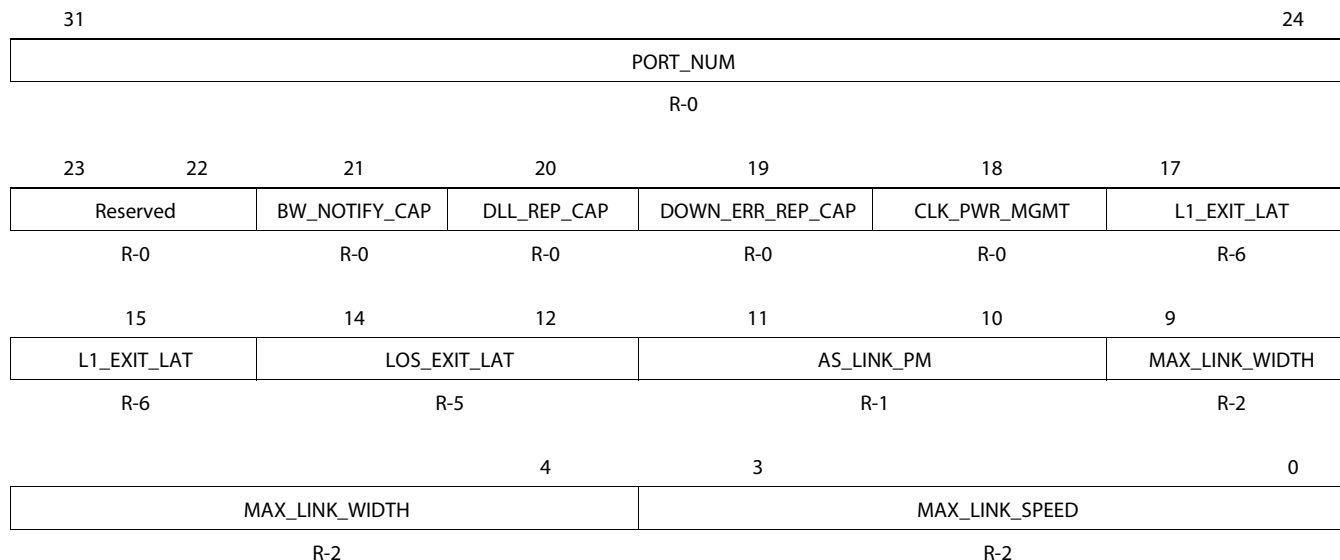 31 24
PORT_NUM
R-0
23 22 21 20 19 18 17
Reserved BW_NOTIFY_CAP DLL_REP_CAP DOWN_ERR_REP_CAP CLK_PWR_MGMT L1_EXIT_LAT
R-0 R-0 R-0 R-0 R-0 R-6
15 14 12 11 10 9
L1_EXIT_LAT LOS_EXIT_LAT AS_LINK_PM MAX_LINK_WIDTH
R-6 R-5 R-1 R-2
4 3 0
MAX_LINK_WIDTH MAX_LINK_SPEED
R-2 R-2